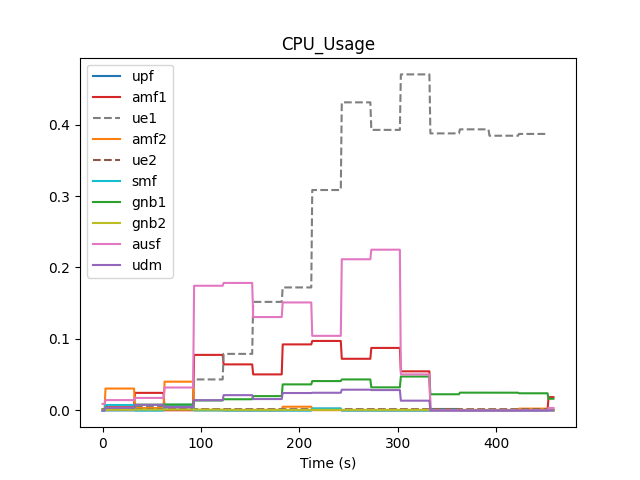 CPU_Usage
upf
amf1
ue1
amf2
ue2
smf
gnb1
gnb2
ausf
udm
0.4
0.3
0.2
0.1
0.0
0 100 200 300 400
Time (s)